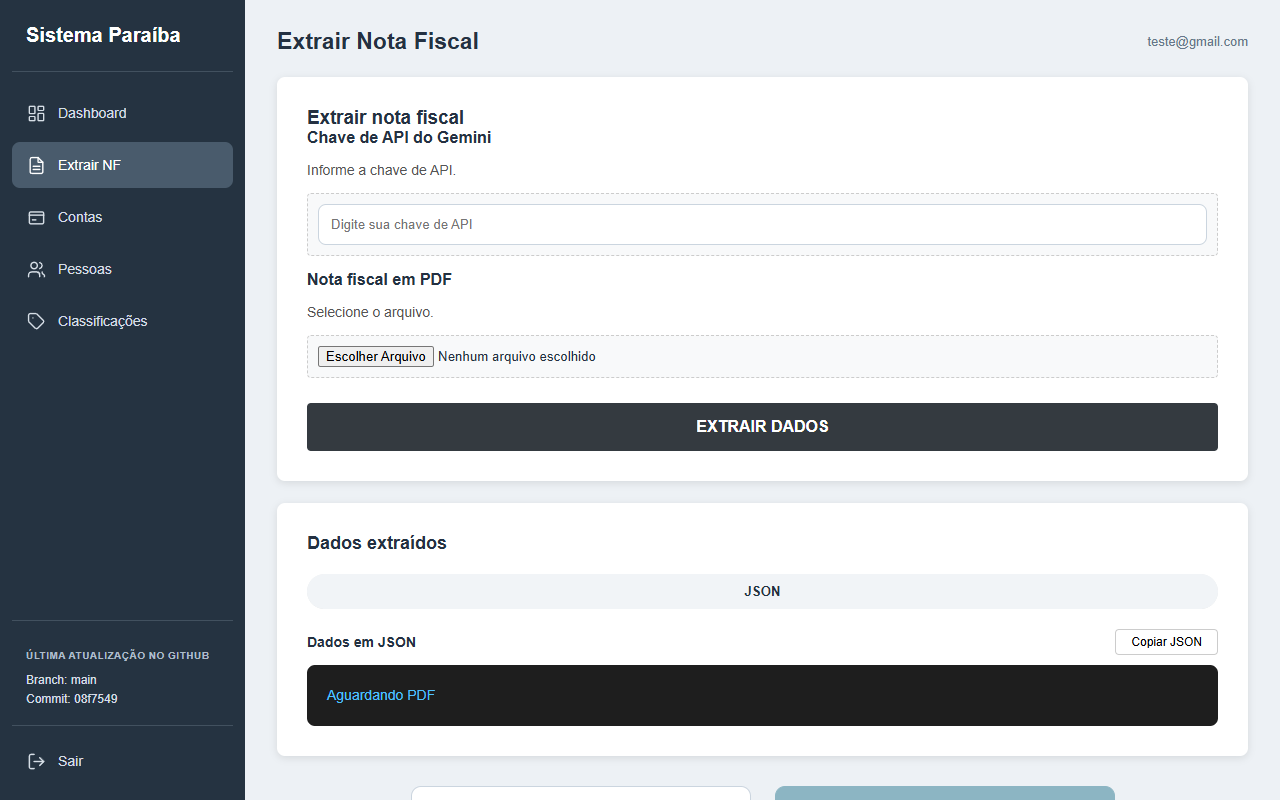 Sistema Paraíba
Dashboard
Extrair NF
Contas
Pessoas
Classificações
ÚLTIMA ATUALIZAÇÃO NO GITHUB
Branch: main
Commit: 08f7549
Sair
Extrair Nota Fiscal
teste@gmail.com
Extrair nota fiscal
Chave de API do Gemini
Informe a chave de API.
Digite sua chave de API
Nota fiscal em PDF
Selecione o arquivo.
Escolher Arquivo Nenhum arquivo escolhido
EXTRAIR DADOS
Dados extraídos
JSON
Dados em JSON
Copiar JSON
Aguardando PDF